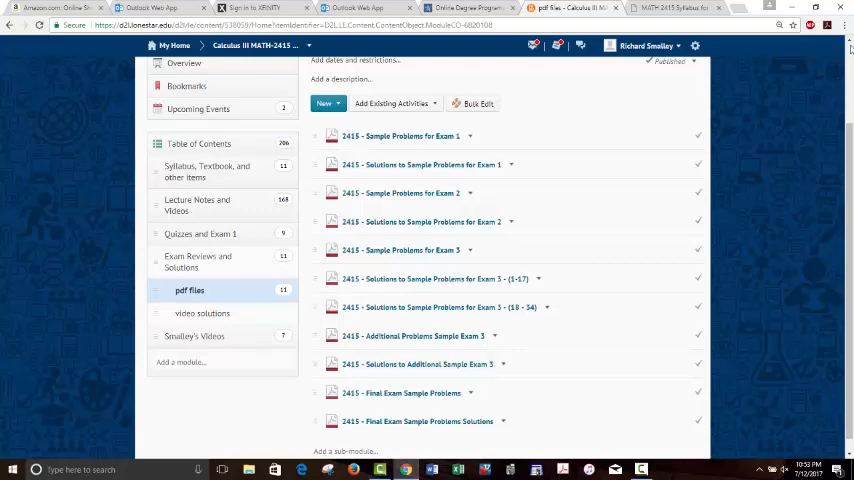 Amazon.com: Online Sh
Outlook Web App
Sign in to XFINITY
Outlook Web App
Online Degree Program
pdf files - Calculus III M
MATH 2415 Syllabus for
Secure
https://d2l.lonestar.edu/d2l/le/content/538059/Home?itemIdentifier=D2L.LE.Content.ContentObject.ModuleCO-6820108
My Home
Calculus III MATH-2415 ...
Richard Smalley
Overview
Bookmarks
Upcoming Events 2
Table of Contents 206
Syllabus, Textbook, and other items 11
Lecture Notes and Videos 168
Quizzes and Exam 1 9
Exam Reviews and Solutions 11
pdf files 11
video solutions
Smalley's Videos 7
Add a module...
Add dates and restrictions...
Published
Add a description...
New
Add Existing Activities
Bulk Edit
2415 - Sample Problems for Exam 1
2415 - Solutions to Sample Problems for Exam 1
2415 - Sample Problems for Exam 2
2415 - Solutions to Sample Problems for Exam 2
2415 - Sample Problems for Exam 3
2415 - Solutions to Sample Problems for Exam 3 - (1-17)
2415 - Solutions to Sample Problems for Exam 3 - (18 - 34)
2415 - Additional Problems Sample Exam 3
2415 - Solutions to Additional Sample Exam 3
2415 - Final Exam Sample Problems
2415 - Final Exam Sample Problems Solutions
Add a sub-module...
Type here to search
10:53 PM
7/12/2017